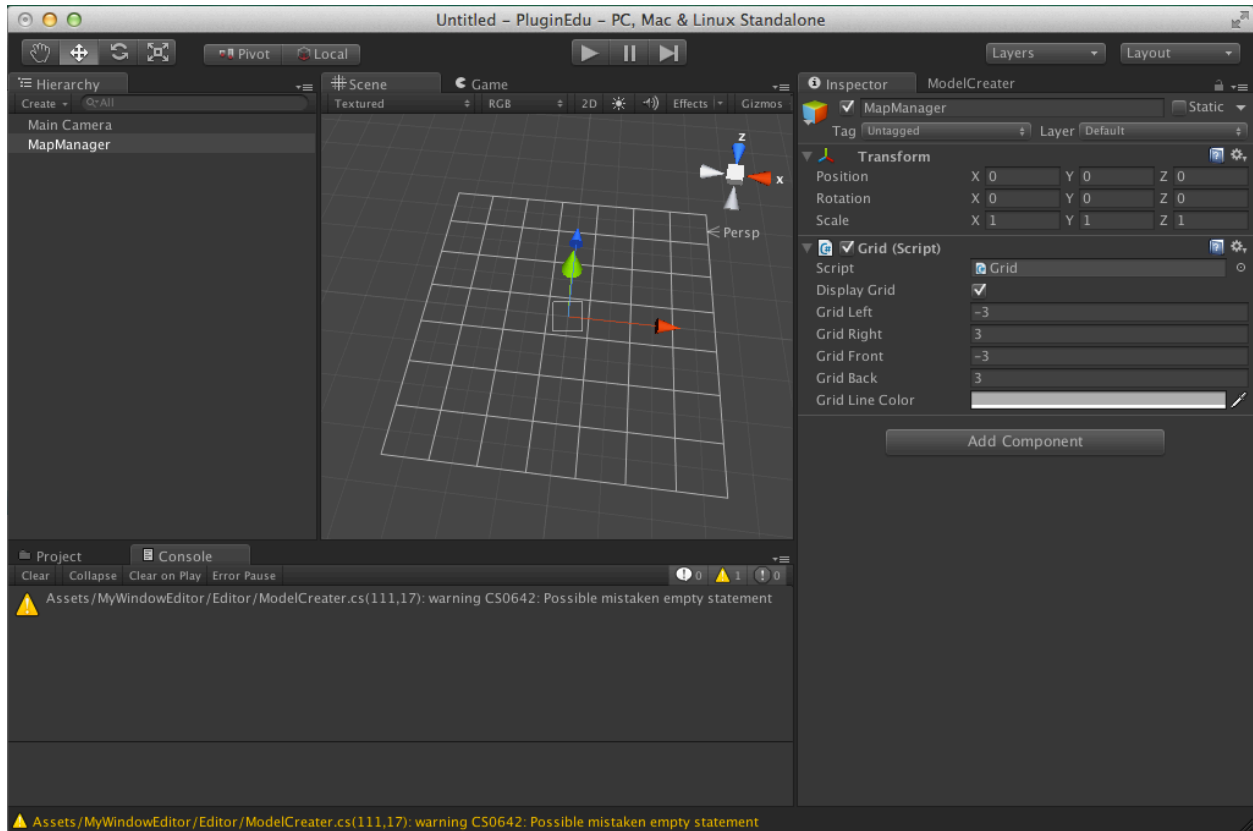 Untitled - PluginEdu - PC, Mac & Linux Standalone
Pivot Local Layers Layout
Hierarchy
Create All
Main Camera
MapManager
Scene Game
Textured RGB 2D Effects Gizmos
z
x
Persp
Inspector ModelCreater
MapManager Static
Tag Untagged Layer Default
Transform
Position X 0 Y 0 Z 0
Rotation X 0 Y 0 Z 0
Scale X 1 Y 1 Z 1
Grid (Script)
Script Grid
Display Grid
Grid Left -3
Grid Right 3
Grid Front -3
Grid Back 3
Grid Line Color
Add Component
Project Console
Clear Collapse Clear on Play Error Pause 0 1 0
Assets/MyWindowEditor/Editor/ModelCreater.cs(111,17): warning CS0642: Possible mistaken empty statement
Assets/MyWindowEditor/Editor/ModelCreater.cs(111,17): warning CS0642: Possible mistaken empty statement